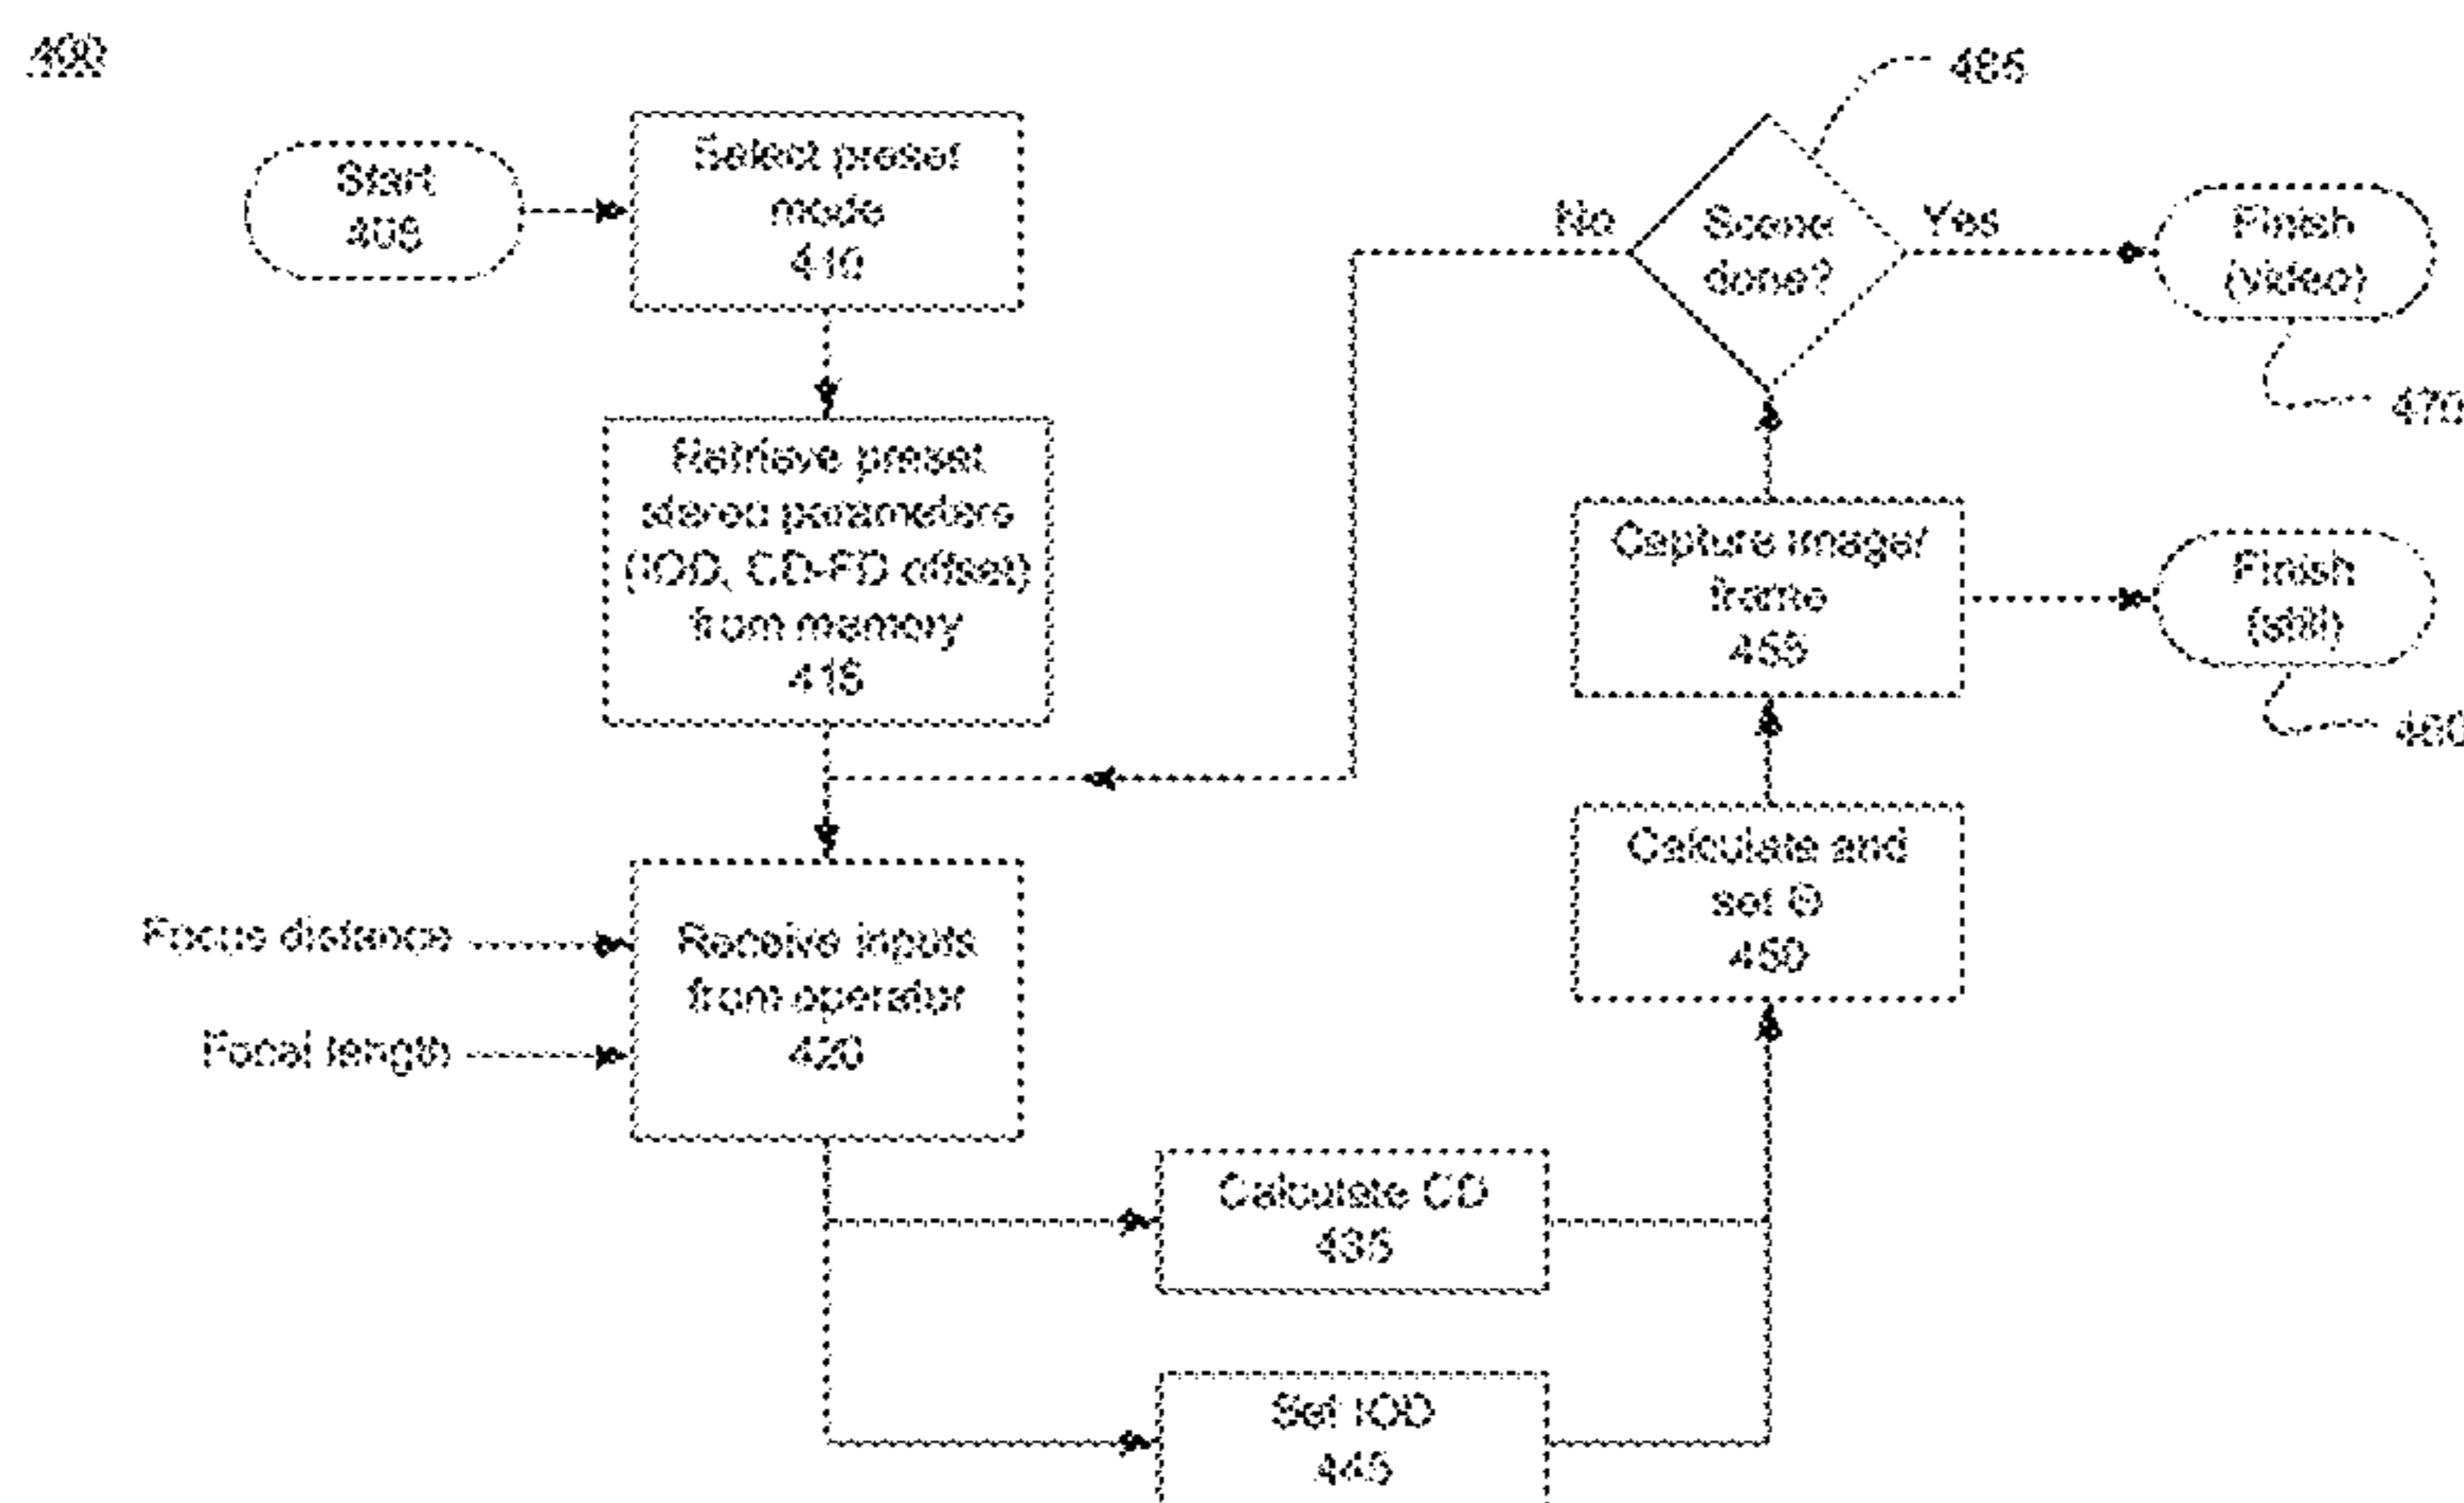 400
Start
405
Select preset
mode
410
Retrieve preset
stereo parameters
(IOD, CD-FD offset)
from memory
415
Focus distance
Focal length
Receive inputs
from operator
420
Calculate CD
435
Set IOD
445
Calculate and
set Θ
450
Capture image/
frame
455
Scene
done?
No
Yes
Finish
(video)
470
Finish
(still)